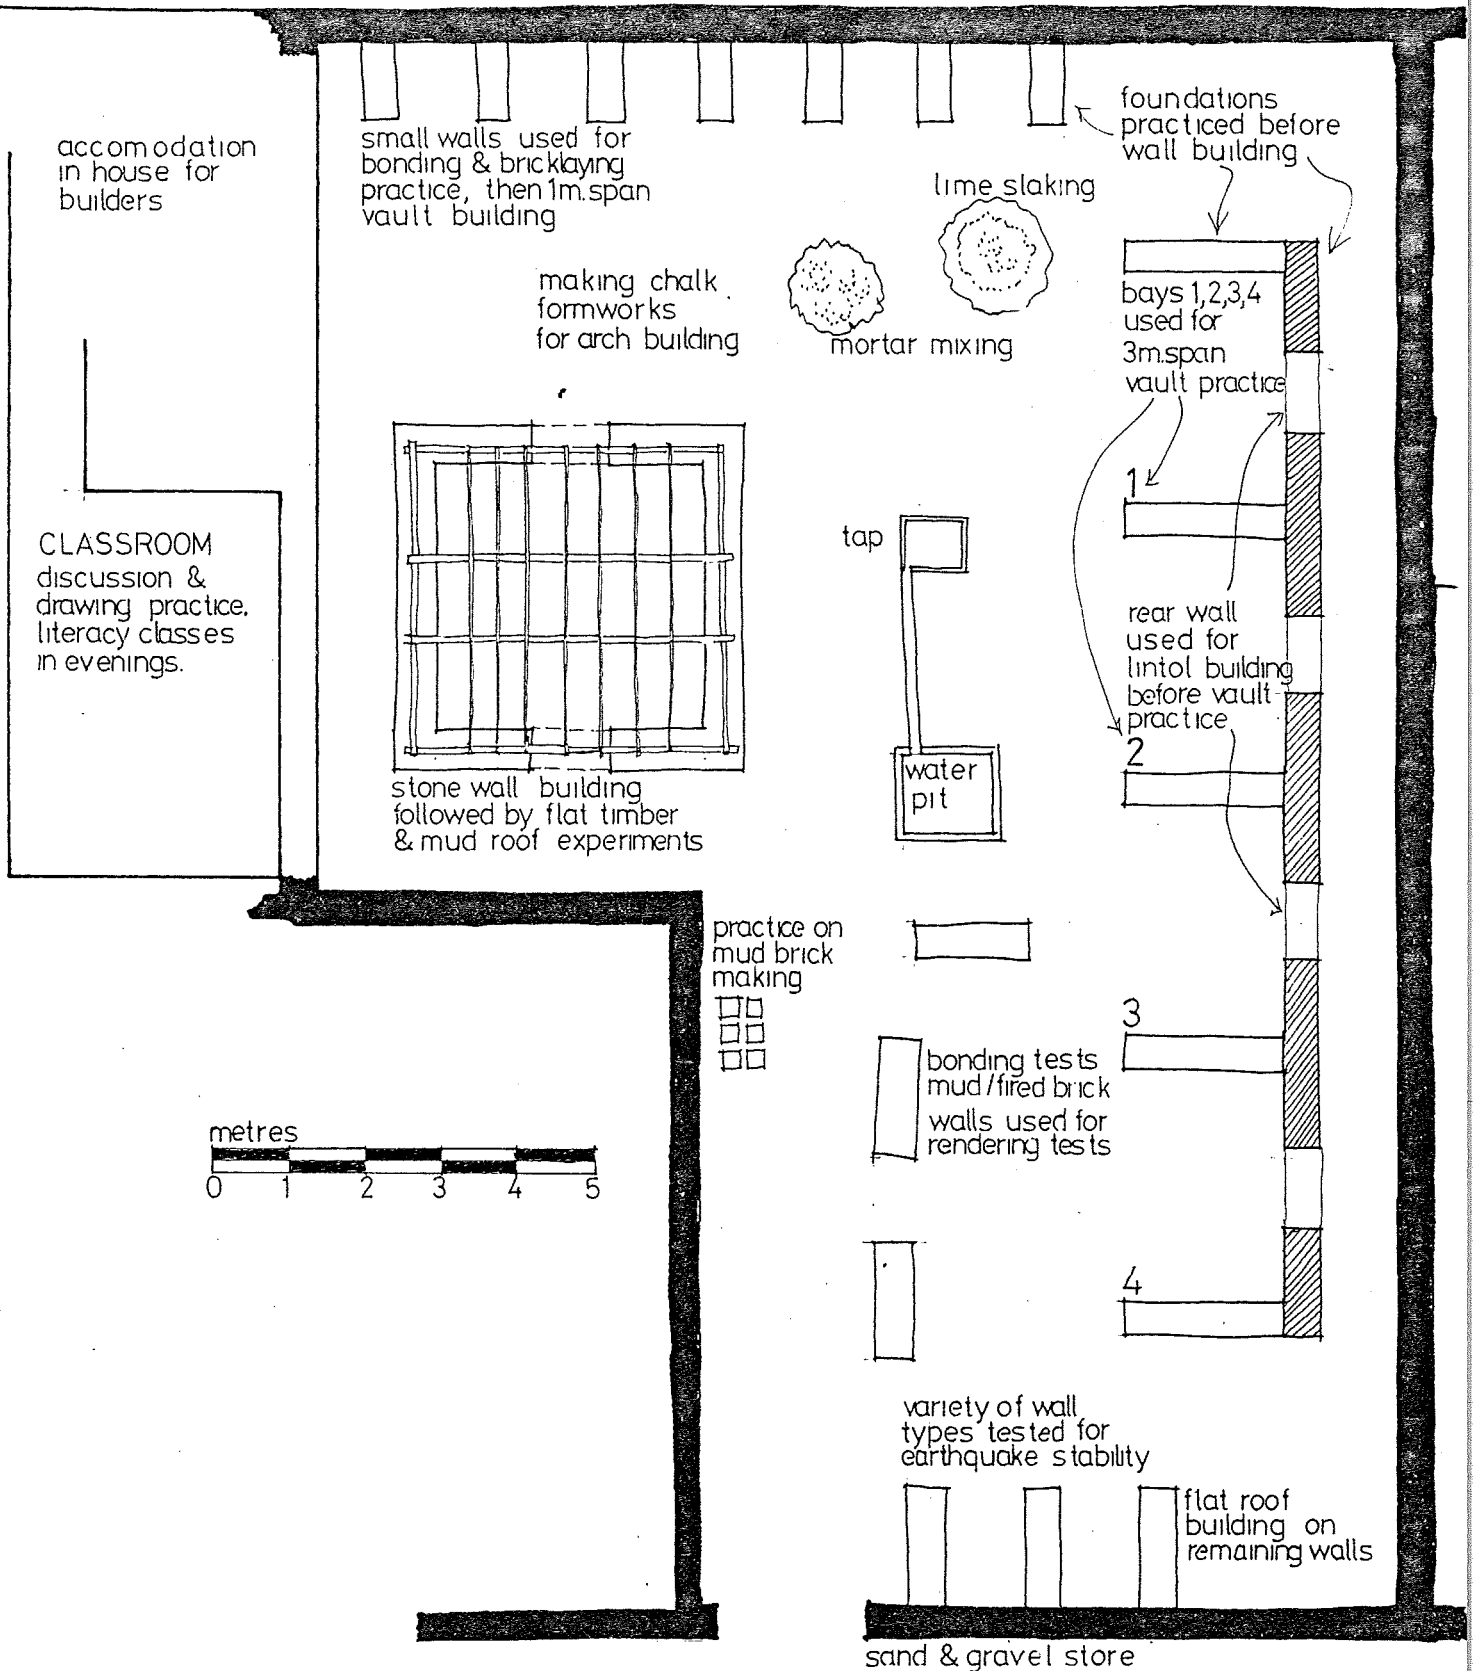 accomodation
in house for
builders
small walls used for
bonding & bricklaying
practice, then 1m.span
vault building
foundations
practiced before
wall building
lime slaking
making chalk
formworks
for arch building
mortar mixing
bays 1,2,3,4
used for
3m.span
vault practice
1
tap
CLASSROOM
discussion &
drawing practice.
literacy classes
in evenings.
rear wall
used for
lintol building
before vault
practice
2
water
pit
stone wall building
followed by flat timber
& mud roof experiments
practice on
mud brick
making
3
bonding tests
mud/fired brick
walls used for
rendering tests
metres
0 1 2 3 4 5
4
variety of wall
types tested for
earthquake stability
flat roof
building on
remaining walls
sand & gravel store